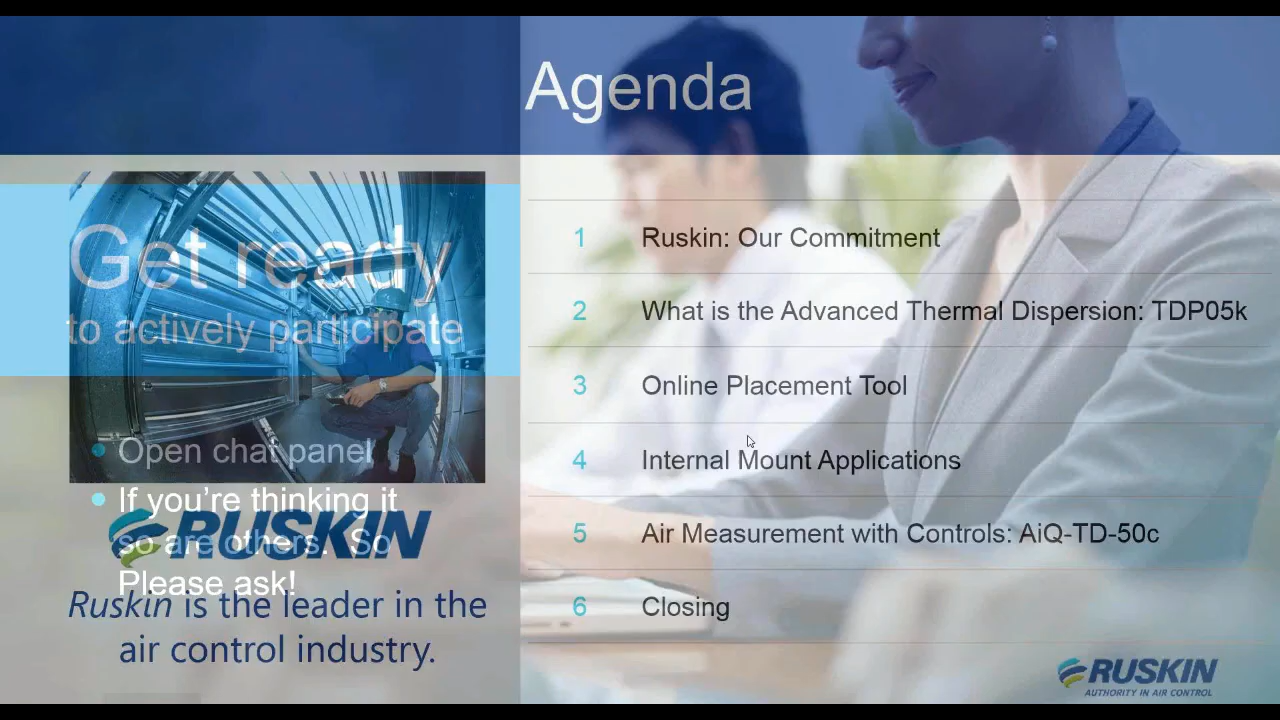 Agenda
Get ready
to actively participate
• Open chat panel
• If you're thinking it
so are others. So
Please ask!
RUSKIN
Ruskin is the leader in the
air control industry.
1 Ruskin: Our Commitment
2 What is the Advanced Thermal Dispersion: TDP05k
3 Online Placement Tool
4 Internal Mount Applications
5 Air Measurement with Controls: AiQ-TD-50c
6 Closing
RUSKIN
AUTHORITY IN AIR CONTROL